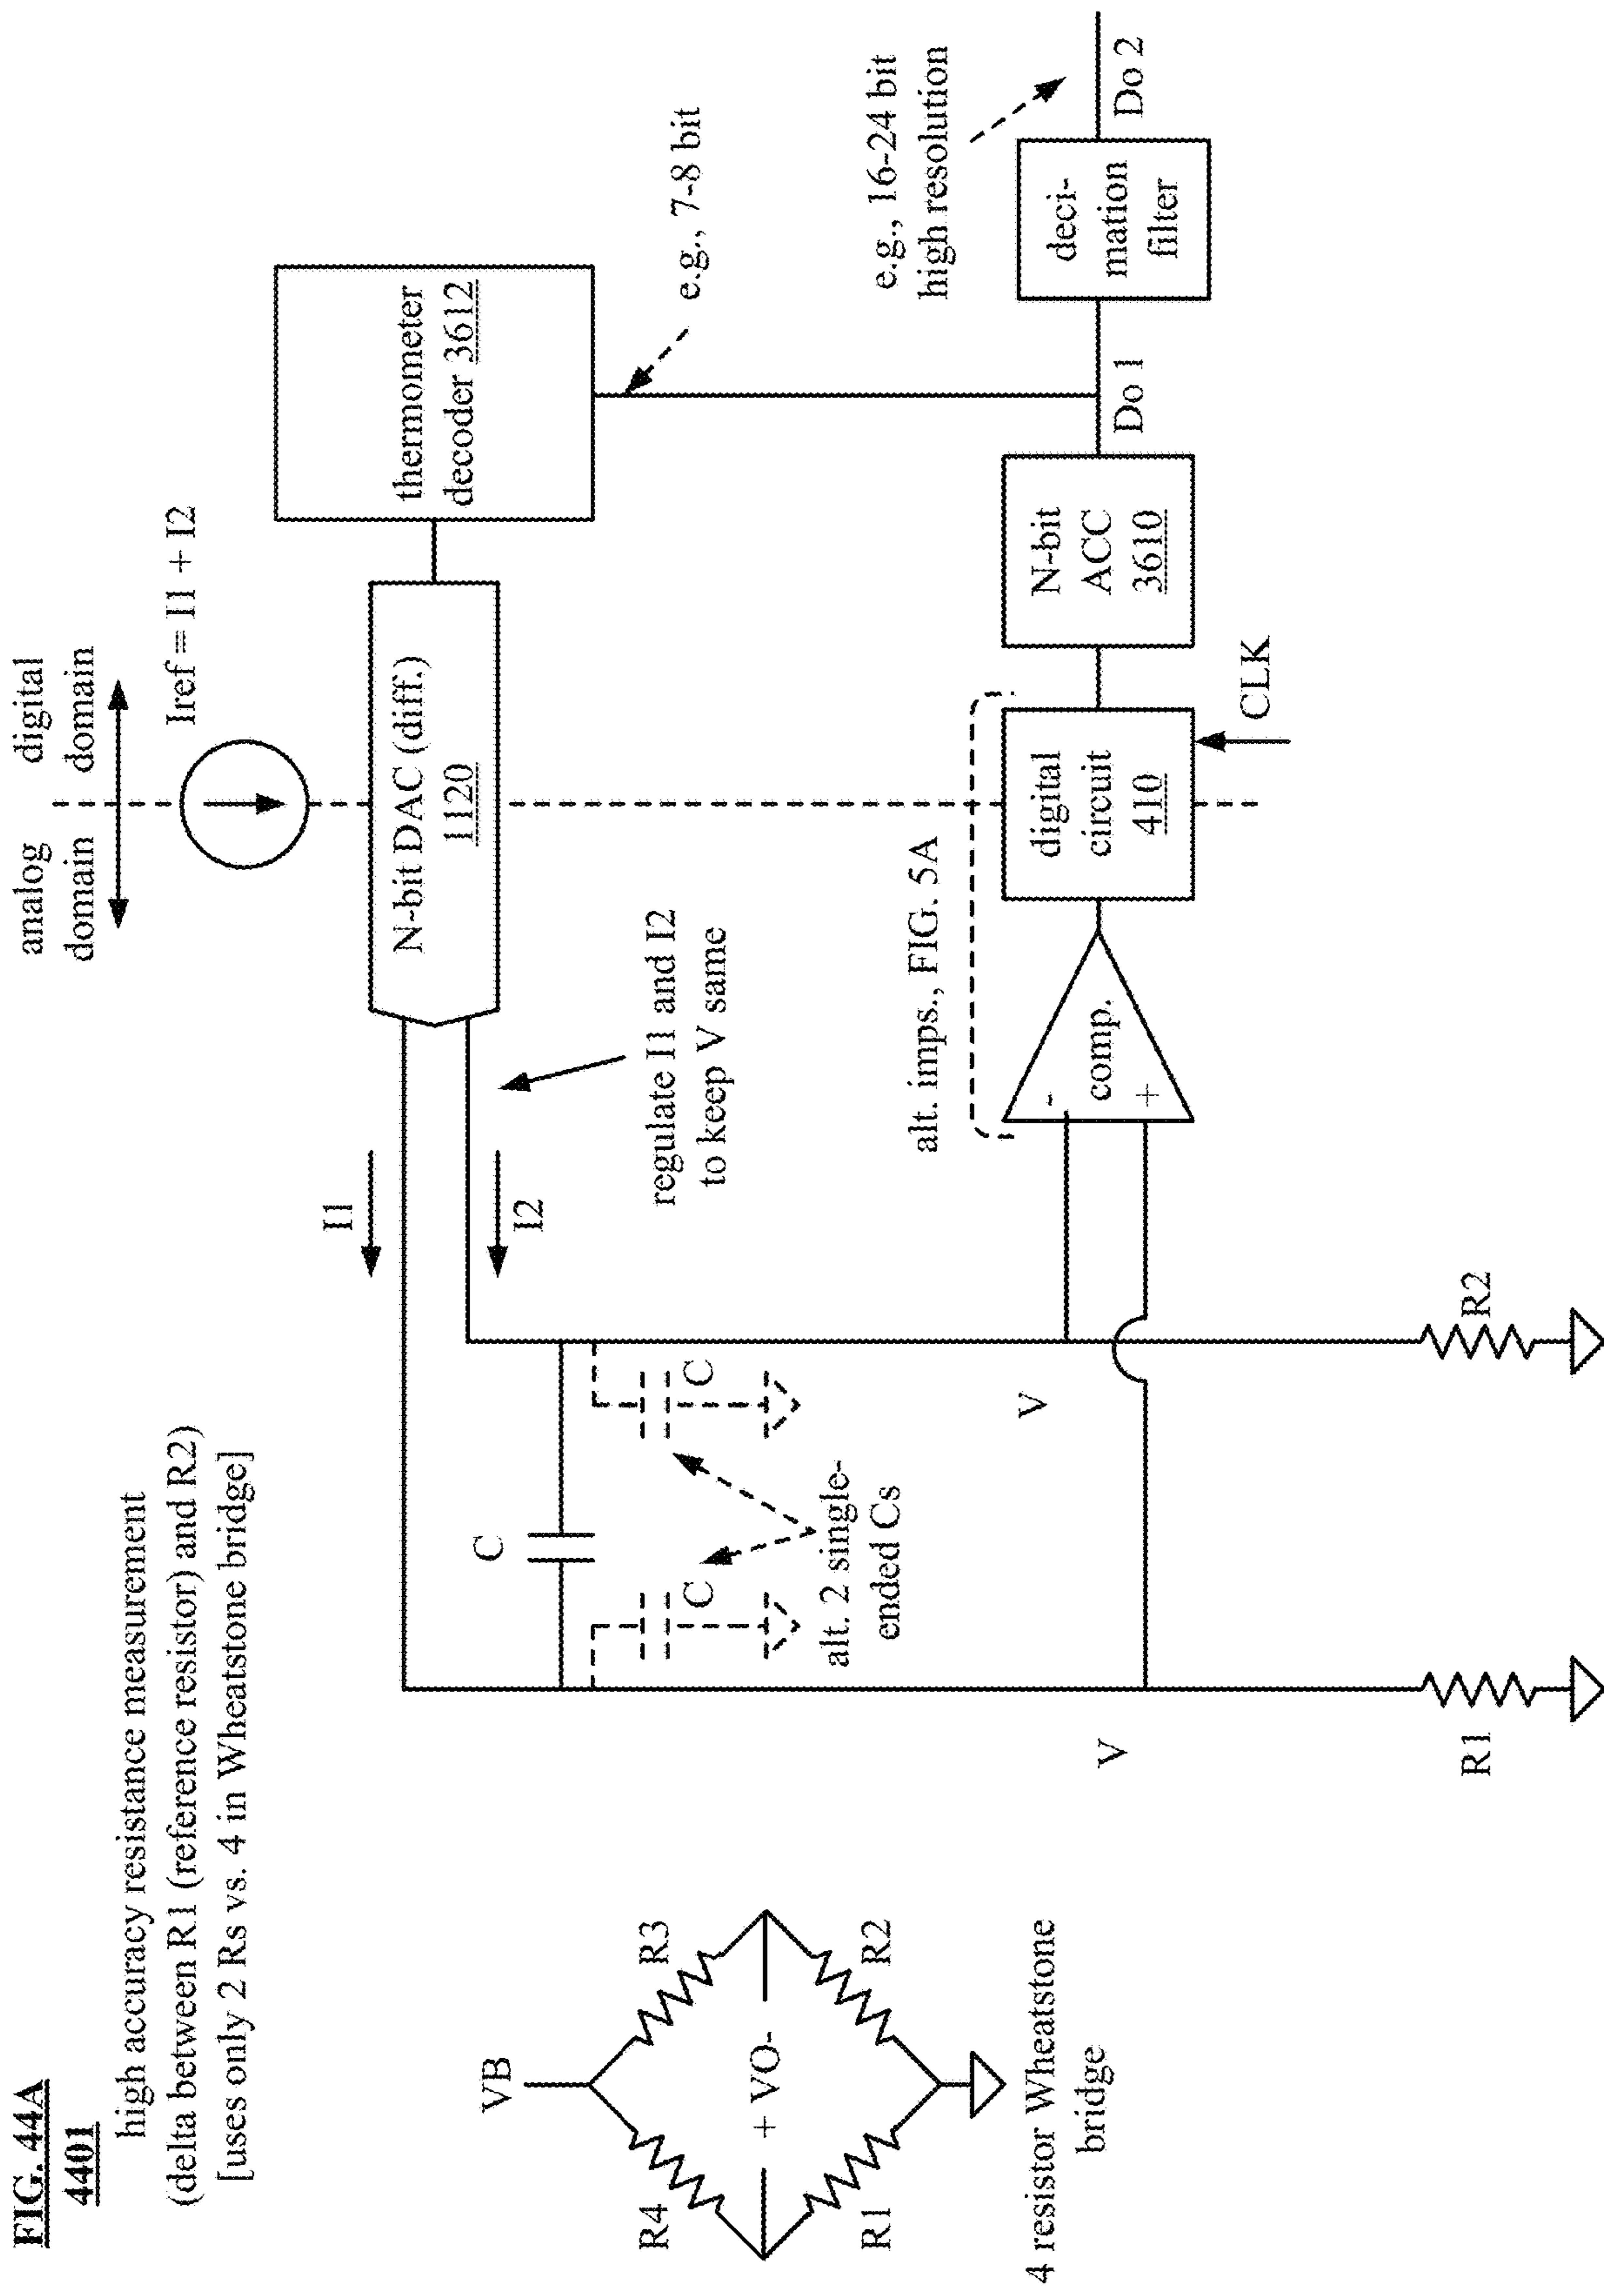 FIG. 44A
4401
high accuracy resistance measurement
(delta between R1 (reference resistor) and R2)
[uses only 2 Rs vs. 4 in Wheatstone bridge]
VB
R4
R3
+ VO-
R1
R2
4 resistor Wheatstone
bridge
analog
domain
digital
domain
Iref = I1 + I2
I1
I2
N-bit DAC (diff.)
1120
thermometer
decoder 3612
e.g., 7-8 bit
regulate I1 and I2
to keep V same
C
C
C
alt. 2 single-
ended Cs
V
V
R1
R2
alt. imps., FIG. 5A
-
comp.
+
digital
circuit
410
CLK
N-bit
ACC
3610
Do 1
deci-
mation
filter
e.g., 16-24 bit
high resolution
Do 2